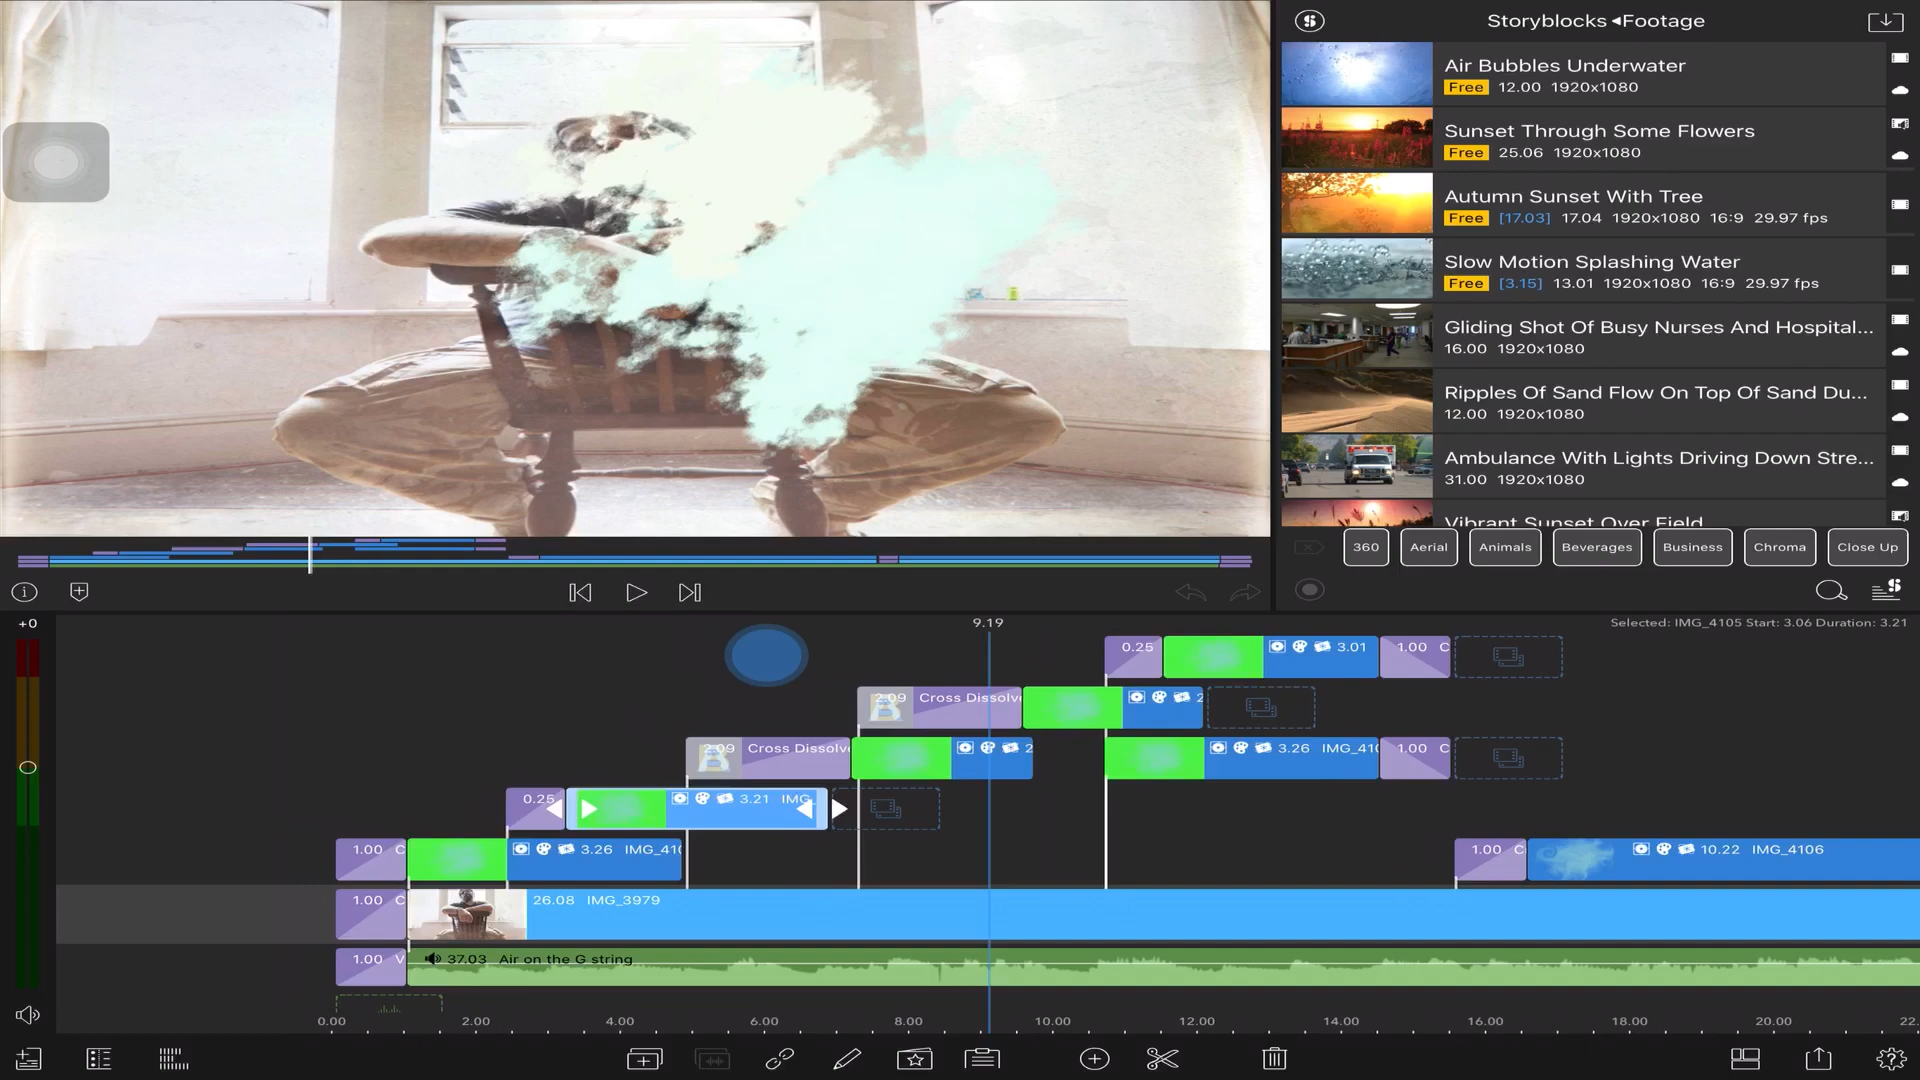 Storyblocks ◂Footage
Air Bubbles Underwater
Free 12.00 1920x1080
Sunset Through Some Flowers
Free 25.06 1920x1080
Autumn Sunset With Tree
Free [17.03] 17.04 1920x1080 16:9 29.97 fps
Slow Motion Splashing Water
Free [3.15] 13.01 1920x1080 16:9 29.97 fps
Gliding Shot Of Busy Nurses And Hospital...
16.00 1920x1080
Ripples Of Sand Flow On Top Of Sand Du...
12.00 1920x1080
Ambulance With Lights Driving Down Stre...
31.00 1920x1080
Vibrant Sunset Over Field
360 Aerial Animals Beverages Business Chroma Close Up
+0
9.19
Selected: IMG_4105 Start: 3.06 Duration: 3.21
0.25 3.01 1.00 C
2.09 Cross Dissolv 2
2.09 Cross Dissolv 2 3.26 IMG_41 1.00 C
0.25 3.21 IMG_
1.00 C 3.26 IMG_41 1.00 C 10.22 IMG_4106
1.00 C 26.08 IMG_3979
1.00 V 37.03 Air on the G string
0.00 2.00 4.00 6.00 8.00 10.00 12.00 14.00 16.00 18.00 20.00 22.